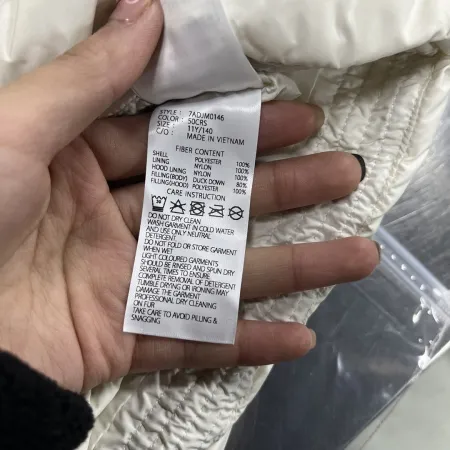 STYLE : 7ADJM0146
COLOR : 50CRS
SIZE : 11Y/140
C/O : MADE IN VIETNAM
FIBER CONTENT
SHELL POLYESTER 100%
LINING NYLON 100%
HOOD LINING NYLON 100%
FILLING(BODY) DUCK DOWN 80%
FILLING(HOOD) POLYESTER 100%
CARE INSTRUCTION
DO NOT DRY CLEAN
WASH GARMENT IN COLD WATER
AND USE ONLY NEUTRAL
DETERGENT.
DO NOT FOLD OR STORE GARMENT
WHEN WET
LIGHT COLOURED GARMENTS
SHOULD BE RINSED AND SPUN DRY
SEVERAL TIMES TO ENSURE
COMPLETE REMOVAL OF DETERGENT
TUMBLE DRYING OR IRONING MAY
DAMAGE THE GARMENT
PROFESSIONAL DRY CLEANING
ON FUR
TAKE CARE TO AVOID PILLING &
SNAGGING